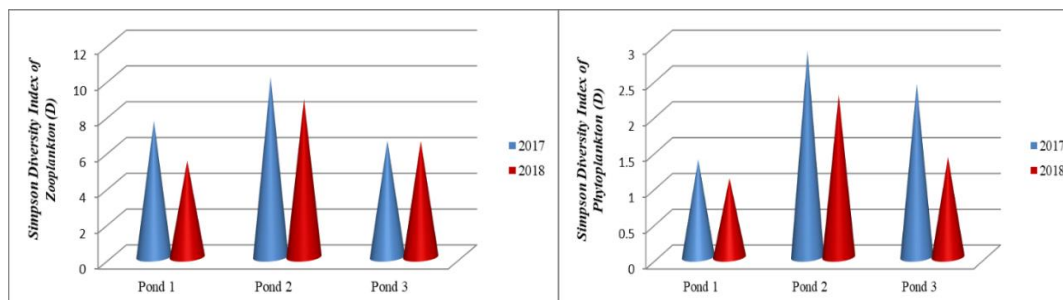 Simpson Diversity Index of
Zooplankton (D)
12
10
8
6
4
2
0
Pond 1
Pond 2
Pond 3
2017
2018
Simpson Diversity Index of
Phytoplankton (D)
3
2.5
2
1.5
1
0.5
0
Pond 1
Pond 2
Pond 3
2017
2018